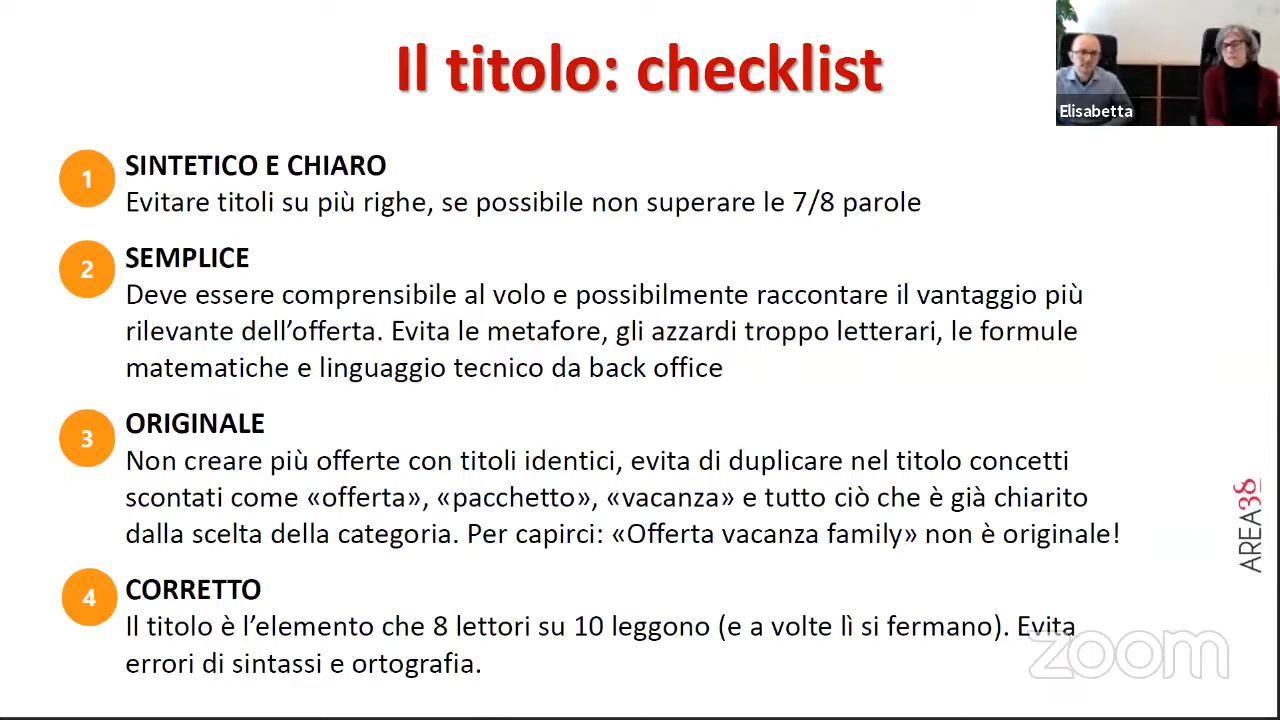 Il titolo: checklist
Elisabetta
1
SINTETICO E CHIARO
Evitare titoli su più righe, se possibile non superare le 7/8 parole
2
SEMPLICE
Deve essere comprensibile al volo e possibilmente raccontare il vantaggio più
rilevante dell’offerta. Evita le metafore, gli azzardi troppo letterari, le formule
matematiche e linguaggio tecnico da back office
3
ORIGINALE
Non creare più offerte con titoli identici, evita di duplicare nel titolo concetti
scontati come «offerta», «pacchetto», «vacanza» e tutto ciò che è già chiarito
dalla scelta della categoria. Per capirci: «Offerta vacanza family» non è originale!
AREA38
4
CORRETTO
Il titolo è l’elemento che 8 lettori su 10 leggono (e a volte lì si fermano). Evita
errori di sintassi e ortografia.
zoom